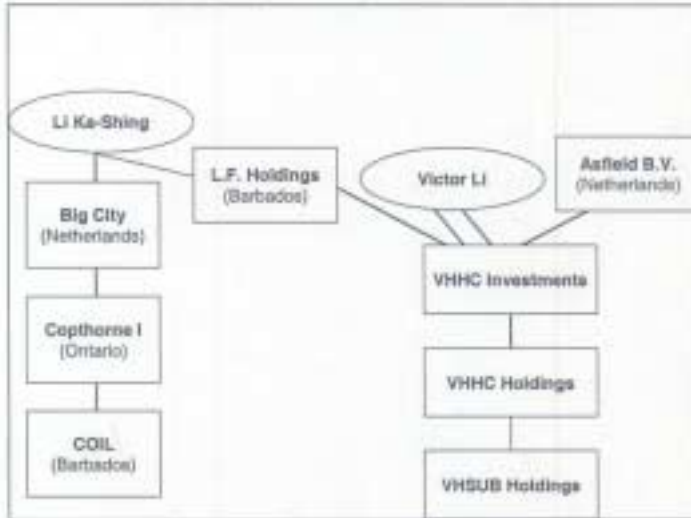 Li Ka-Shing
L.F. Holdings
(Barbados)
Victor Li
Asfield B.V.
(Netherlands)
Big City
(Netherlands)
VHHC Investments
Copthorne I
(Ontario)
VHHC Holdings
COIL
(Barbados)
VHSUB Holdings